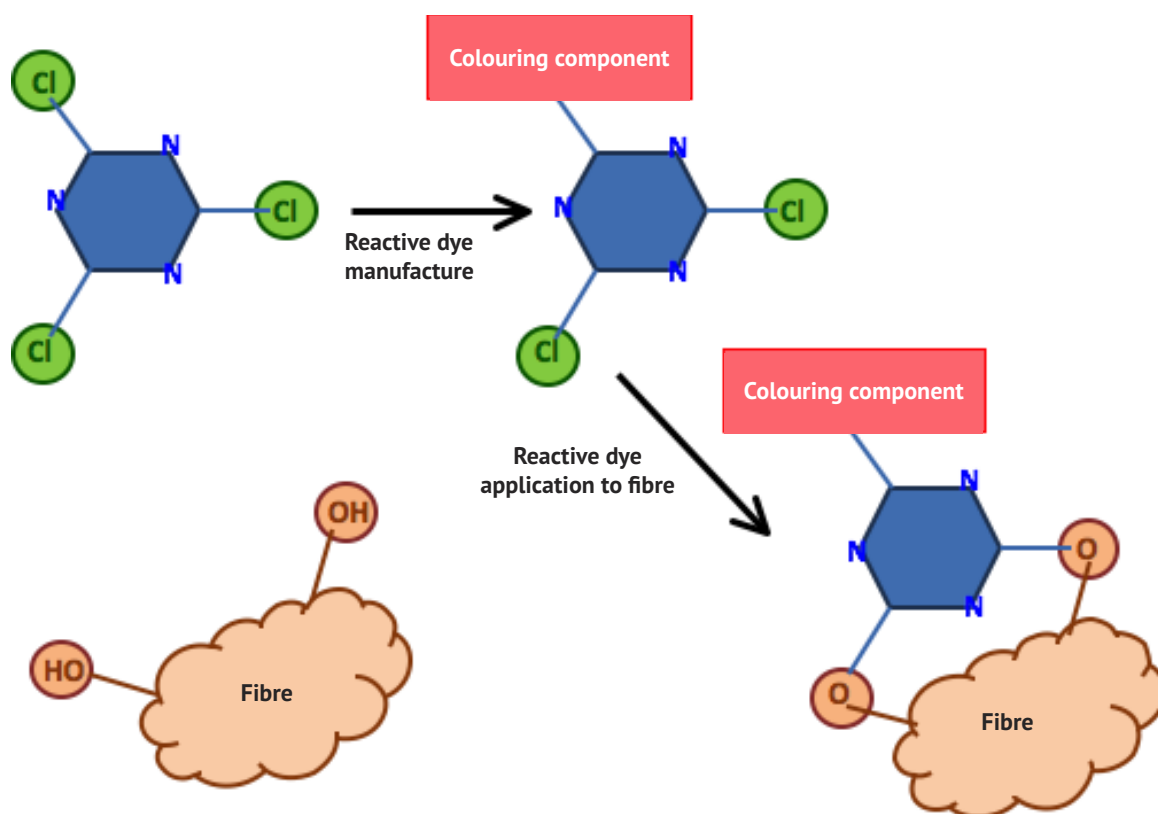 Colouring component
Cl
N
N
Cl
N
Cl
Reactive dye
manufacture
N
N
Cl
N
Cl
Colouring component
Reactive dye
application to fibre
OH
HO
Fibre
N
N
O
N
O
Fibre